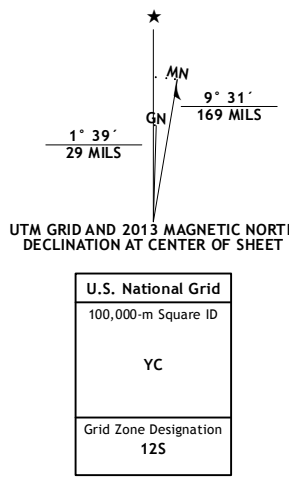 ★
MN
GN
9° 31´
169 MILS
1° 39´
29 MILS
UTM GRID AND 2013 MAGNETIC NORTH
DECLINATION AT CENTER OF SHEET
U.S. National Grid
100,000-m Square ID
YC
Grid Zone Designation
12S